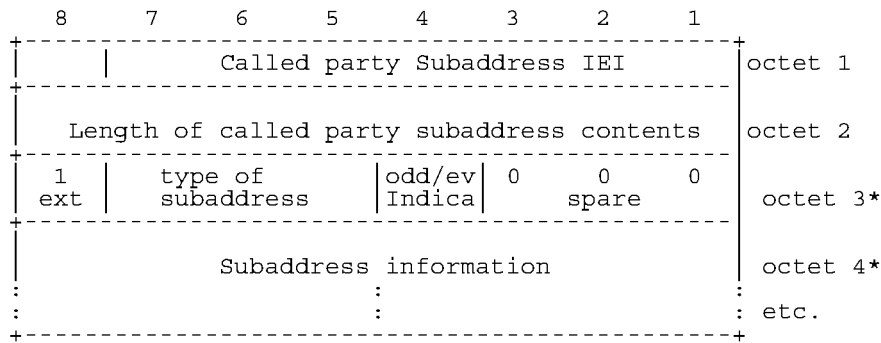 8 7 6 5 4 3 2 1
Called party Subaddress IEI octet 1
Length of called party subaddress contents octet 2
1 type of odd/ev 0 0 0
ext subaddress Indica spare octet 3*
Subaddress information octet 4*
: : :
: : : etc.